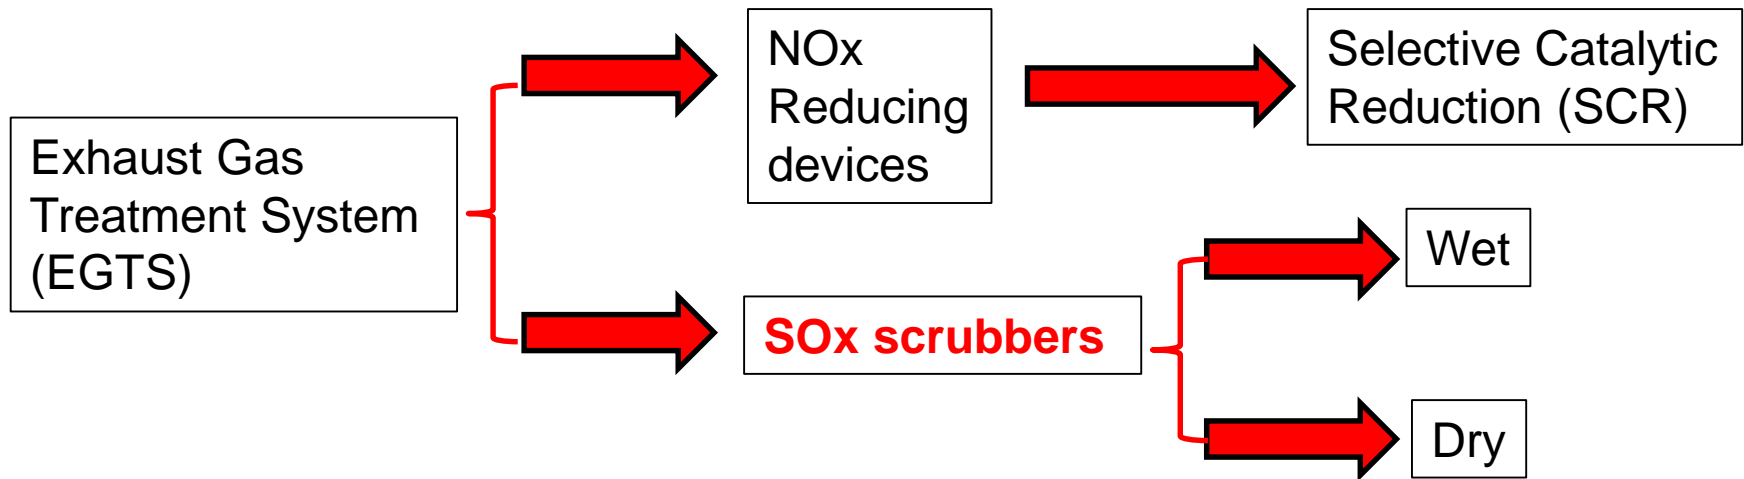 Exhaust Gas
Treatment System
(EGTS)
NOx
Reducing
devices
Selective Catalytic
Reduction (SCR)
SOx scrubbers
Wet
Dry